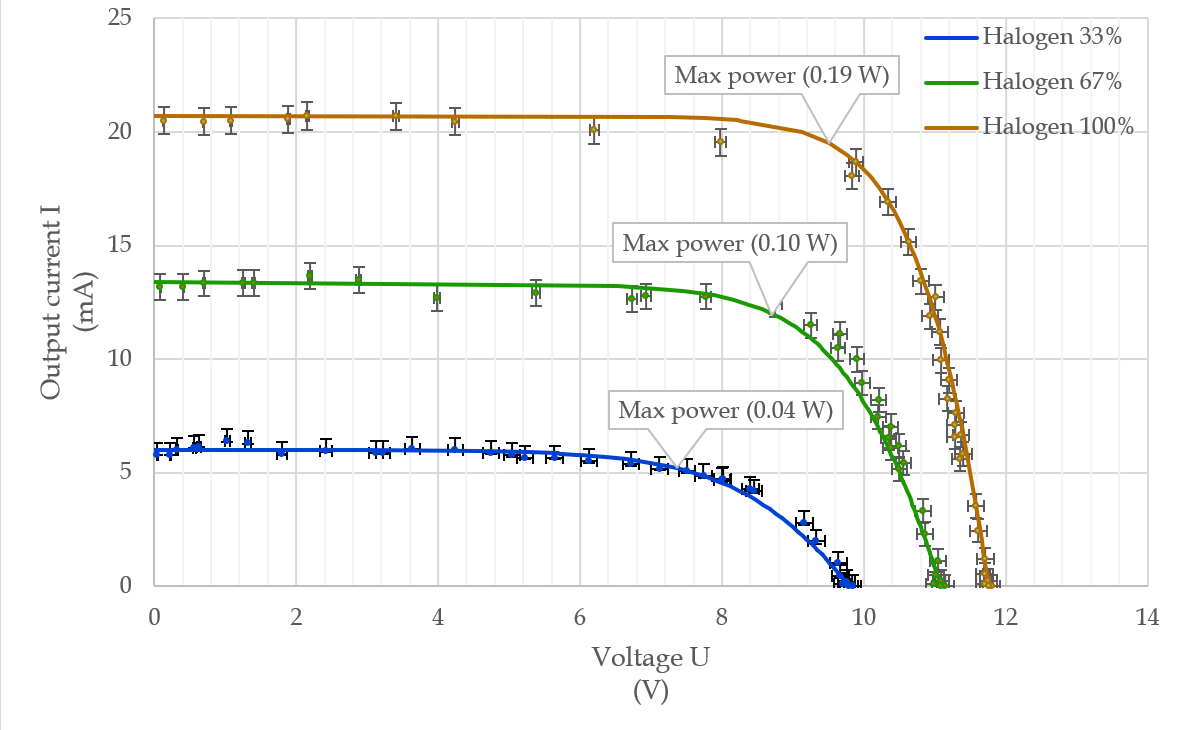 25
Halogen 33%
Max power (0.19 W)
Halogen 67%
20
Halogen 100%
15
Max power (0.10 W)
Output current I
(mA)
10
Max power (0.04 W)
5
0
0 2 4 6 8 10 12 14
Voltage U
(V)